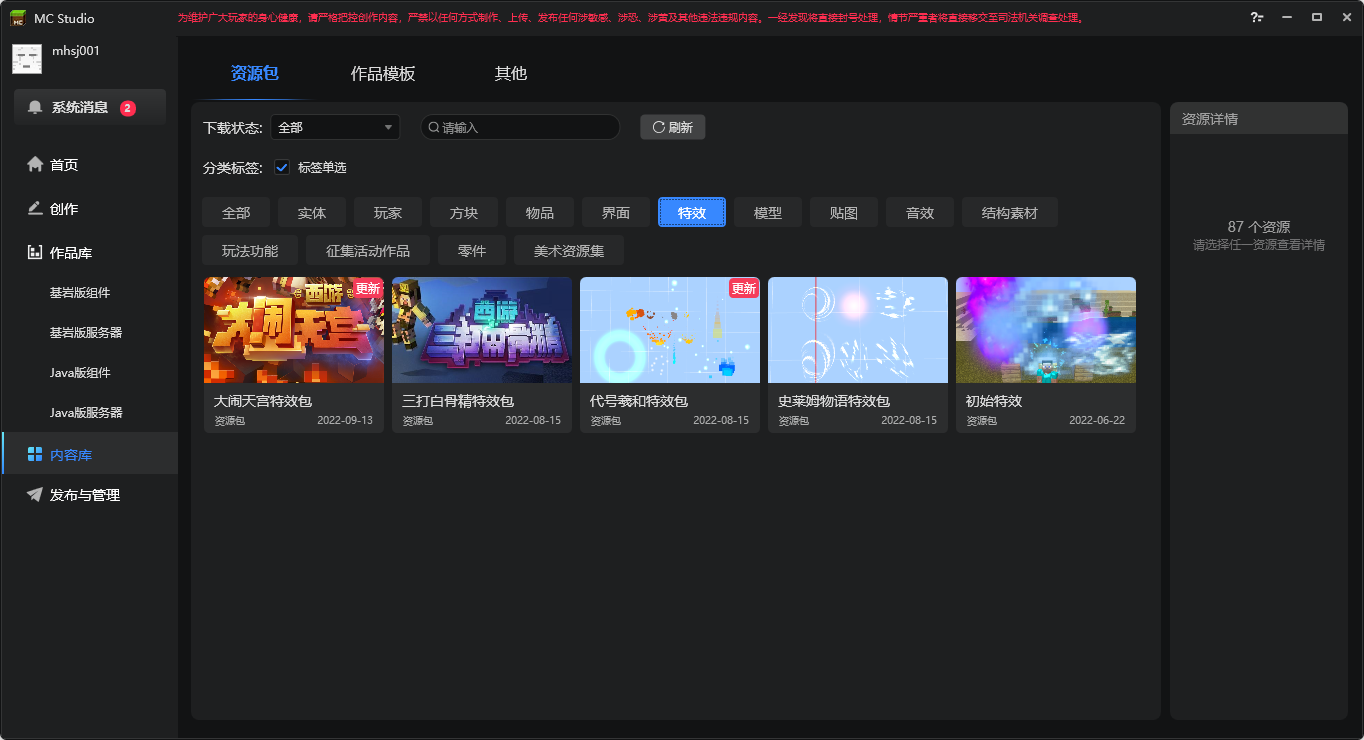 MC Studio
为维护广大玩家的身心健康，请严格把控创作内容，严禁以任何方式制作、上传、发布任何涉敏感、涉恐、涉黄及其他违法违规内容。一经发现将直接封号处理，情节严重者将直接移交至司法机关调查处理。
mhsj001
系统消息 2
首页
创作
作品库
基岩版组件
基岩版服务器
Java版组件
Java版服务器
内容库
发布与管理
资源包 作品模板 其他
下载状态: 全部 请输入 刷新
分类标签: 标签单选
全部 实体 玩家 方块 物品 界面 特效 模型 贴图 音效 结构素材
玩法功能 征集活动作品 零件 美术资源集
西游 更新
大闹天宫
大闹天宫特效包
资源包 2022-09-13
西游
三打白骨精
三打白骨精特效包
资源包 2022-08-15
更新
代号羲和特效包
资源包 2022-08-15
史莱姆物语特效包
资源包 2022-08-15
初始特效
资源包 2022-06-22
资源详情
87 个资源
请选择任一资源查看详情